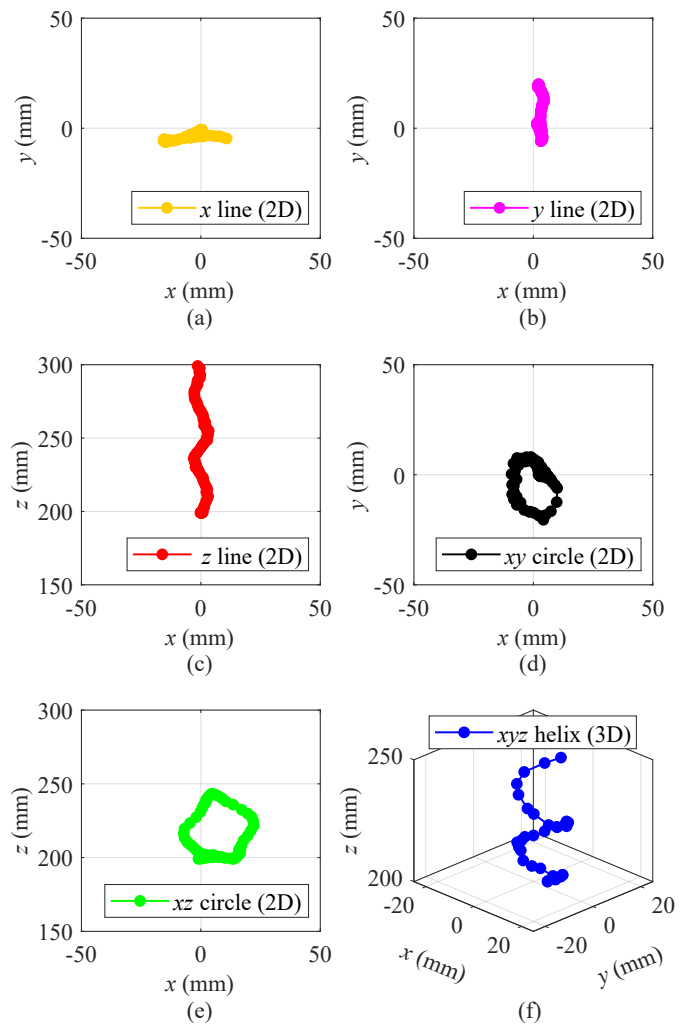 50
0
-50
y (mm)
x line (2D)
-50 0 50
x (mm)
(a)
50
0
-50
y (mm)
y line (2D)
-50 0 50
x (mm)
(b)
300
250
200
150
z (mm)
z line (2D)
-50 0 50
x (mm)
(c)
50
0
-50
y (mm)
xy circle (2D)
-50 0 50
x (mm)
(d)
300
250
200
150
z (mm)
xz circle (2D)
-50 0 50
x (mm)
(e)
xyz helix (3D)
250
200
z (mm)
-20 0 20
x (mm)
-20 0 20
y (mm)
(f)